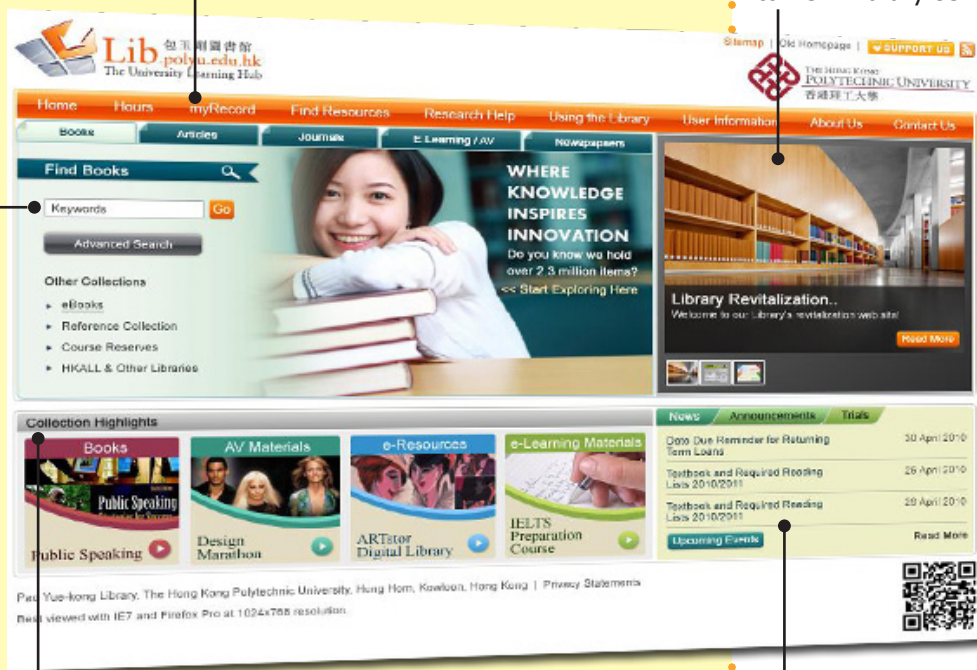 Lib 包玉剛圖書館
.polyu.edu.hk
The University Learning Hub
Sitemap | Old Homepage | SUPPORT US
THE HONG KONG
POLYTECHNIC UNIVERSITY
香港理工大學
Home Hours myRecord Find Resources Research Help Using the Library User Information About Us Contact Us
Books Articles Journals E Learning / AV Newspapers
Find Books
Keywords Go
Advanced Search
Other Collections
eBooks
Reference Collection
Course Reserves
HKALL & Other Libraries
WHERE
KNOWLEDGE
INSPIRES
INNOVATION
Do you know we hold
over 2.3 million items?
<< Start Exploring Here
Library Revitalization..
Welcome to our Library's revitalization web site!
Read More
Collection Highlights
Books
Public Speaking
Public Speaking
AV Materials
Design
Marathon
e-Resources
ARTstor
Digital Library
e-Learning Materials
IELTS
Preparation
Course
News Announcements Trials
Date Due Reminder for Returning 30 April 2010
Term Loans
Textbook and Required Reading 26 April 2010
Lists 2010/2011
Textbook and Required Reading 26 April 2010
Lists 2010/2011
Upcoming Events Read More
Pao Yue-kong Library, The Hong Kong Polytechnic University, Hung Hom, Kowloon, Hong Kong | Privacy Statements
Best viewed with IE7 and Firefox Pro at 1024x768 resolution.